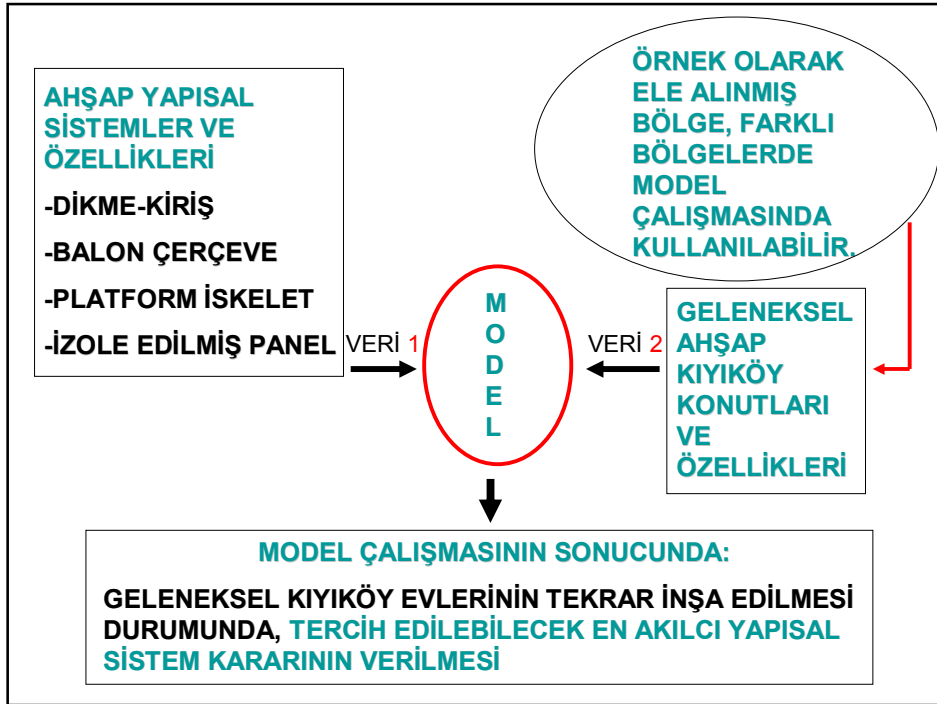 AHŞAP YAPISAL
SİSTEMLER VE
ÖZELLİKLERİ
-DİKME-KİRİŞ
-BALON ÇERÇEVE
-PLATFORM İSKELET
-İZOLE EDİLMİŞ PANEL
VERİ 1
M
O
D
E
L
VERİ 2
ÖRNEK OLARAK
ELE ALINMIŞ
BÖLGE, FARKLI
BÖLGELERDE
MODEL
ÇALIŞMASINDA
KULLANILABİLİR.
GELENEKSEL
AHŞAP
KIYIKÖY
KONUTLARI
VE
ÖZELLİKLERİ
MODEL ÇALIŞMASININ SONUCUNDA:
GELENEKSEL KIYIKÖY EVLERİNİN TEKRAR İNŞA EDİLMESİ
DURUMUNDA, TERCİH EDİLEBİLECEK EN AKILCI YAPISAL
SİSTEM KARARININ VERİLMESİ